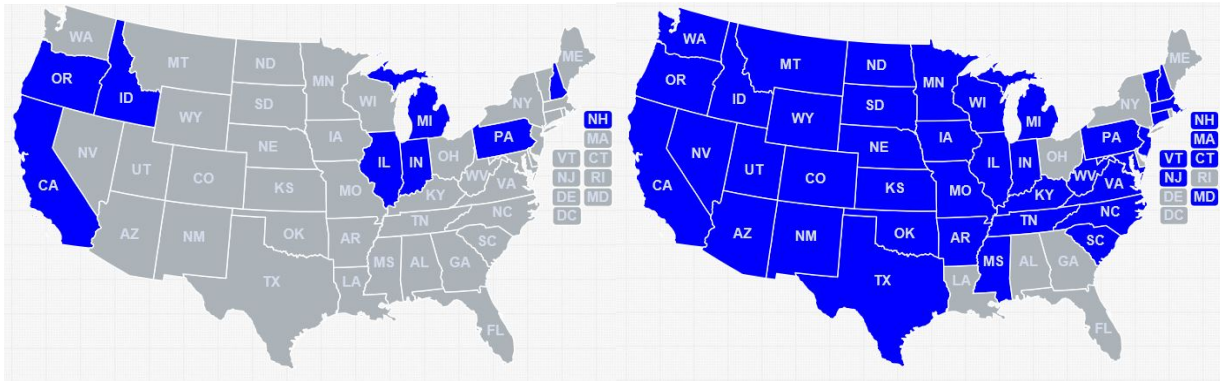 WA
OR
ID
MT
ND
MN
WI
MI
ME
NY
WY
SD
IA
NE
NV
UT
CO
CA
AZ
NM
KS
OK
TX
MO
IL
IN
OH
PA
KY
WV
VA
TN
NC
SC
AR
LA
MS
AL
GA
FL
NH
MA
VT CT
NJ RI
DE MD
DC
WA
OR
ID
MT
ND
MN
WI
MI
ME
NY
WY
SD
IA
NE
NV
UT
CO
CA
AZ
NM
KS
OK
TX
MO
IL
IN
OH
PA
KY
WV
VA
TN
NC
SC
AR
LA
MS
AL
GA
FL
NH
MA
VT CT
NJ RI
DE MD
DC